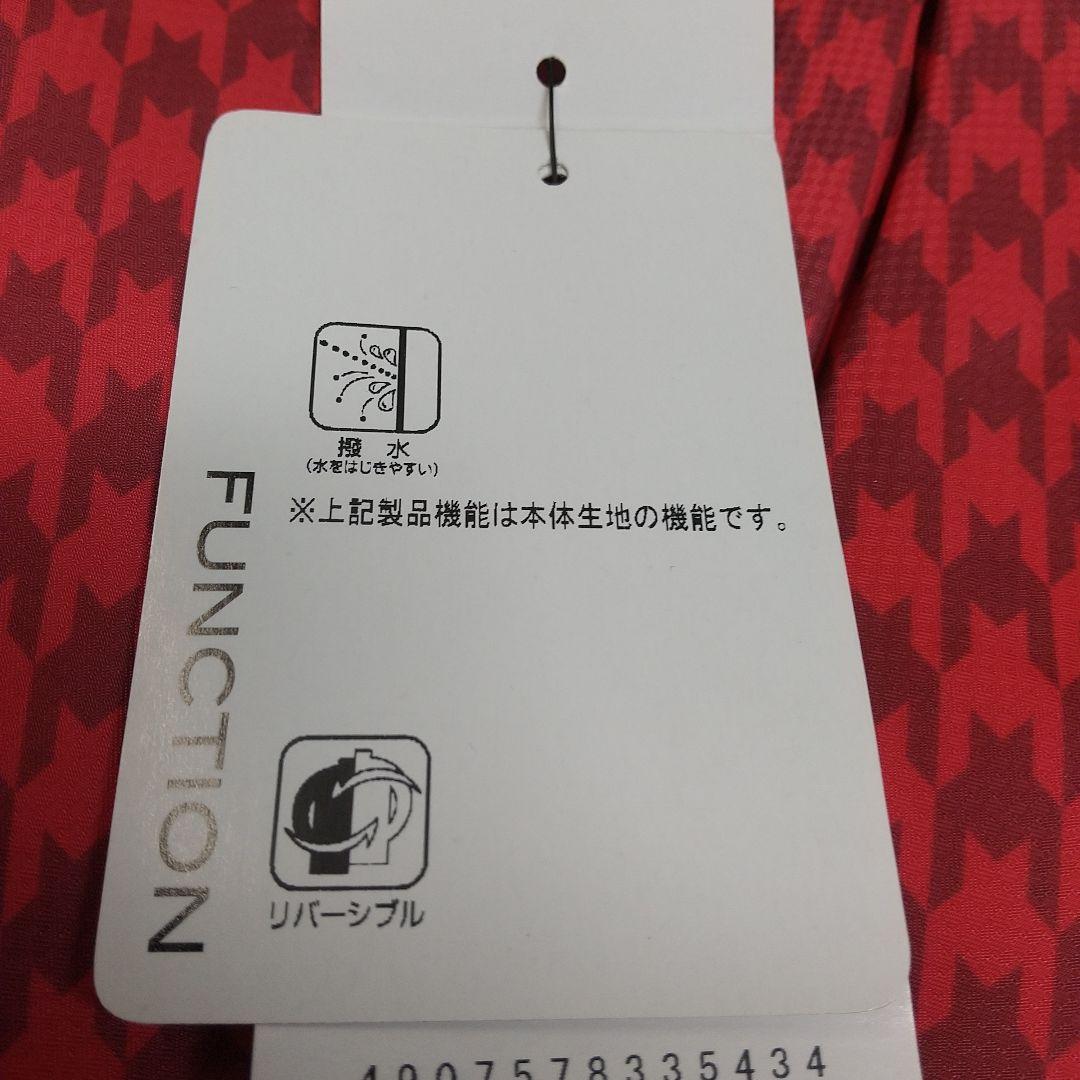 撥 水
(水をはじきやすい)
※上記製品機能は本体生地の機能です。
FUNCTION
リバーシブル
4907578335434